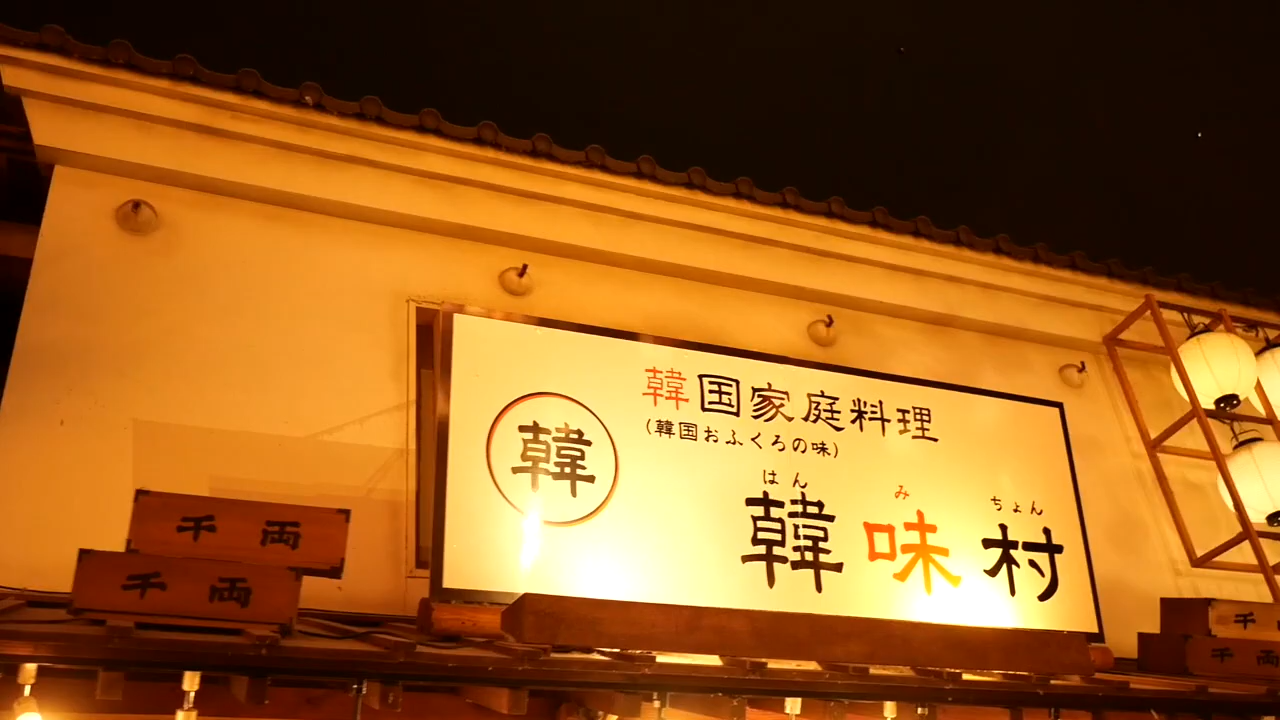 韓国家庭料理
(韓国おふくろの味)
韓
はん み ちょん
韓味村
千両
千両
千
千両